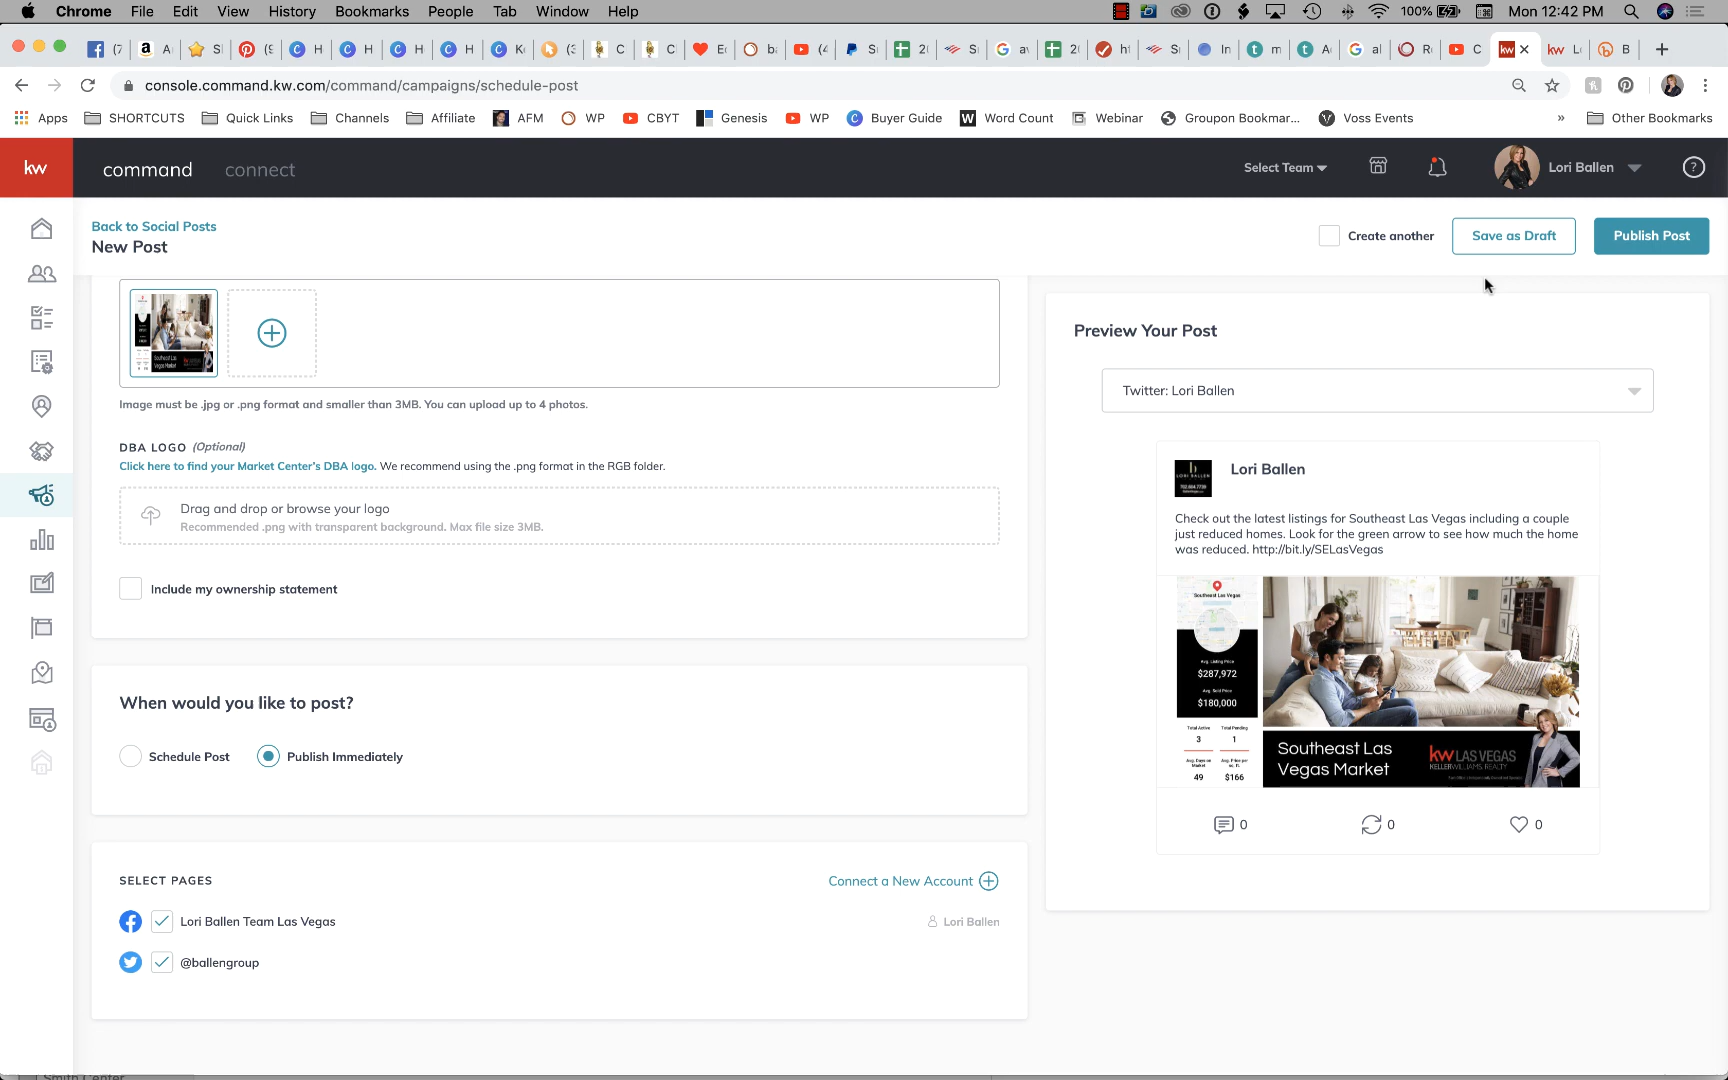 Chrome File Edit View History Bookmarks People Tab Window Help
100% Mon 12:42 PM
console.command.kw.com/command/campaigns/schedule-post
Apps SHORTCUTS Quick Links Channels Affiliate AFM WP CBYT Genesis WP Buyer Guide Word Count Webinar Groupon Bookmar... Voss Events » Other Bookmarks
kw command connect
Select Team
Lori Ballen
Back to Social Posts
New Post
Create another
Save as Draft
Publish Post
Image must be .jpg or .png format and smaller than 3MB. You can upload up to 4 photos.
DBA LOGO (Optional)
Click here to find your Market Center's DBA logo. We recommend using the .png format in the RGB folder.
Drag and drop or browse your logo
Recommended .png with transparent background. Max file size 3MB.
Include my ownership statement
When would you like to post?
Schedule Post
Publish Immediately
SELECT PAGES
Connect a New Account
Lori Ballen Team Las Vegas
Lori Ballen
@ballengroup
Preview Your Post
Twitter: Lori Ballen
Lori Ballen
Check out the latest listings for Southeast Las Vegas including a couple
just reduced homes. Look for the green arrow to see how much the home
was reduced. http://bit.ly/SELasVegas
Southeast Las Vegas
Avg. Listing Price
$287,972
Avg. Sold Price
$180,000
Total Active
3
Total Pending
1
Avg. Days on
Market
49
Avg. Price per
sq. ft.
$166
Southeast Las
Vegas Market
kw LAS VEGAS
KELLERWILLIAMS. REALTY
0
0
0